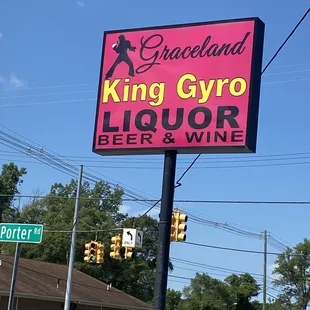 Graceland
King Gyro
LIQUOR
BEER & WINE
Porter Rd